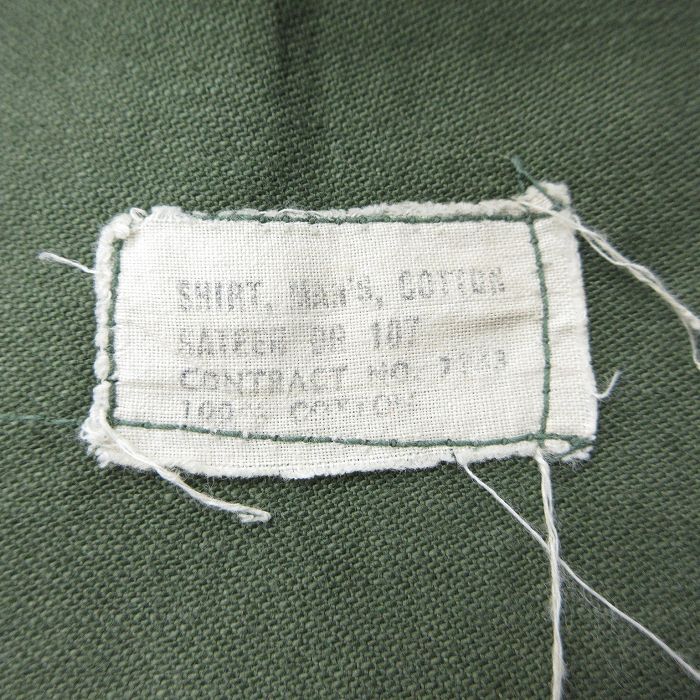 SHIRT, MAN'S, COTTON
SATEEN OG 107
CONTRACT NO.
100% COTTON